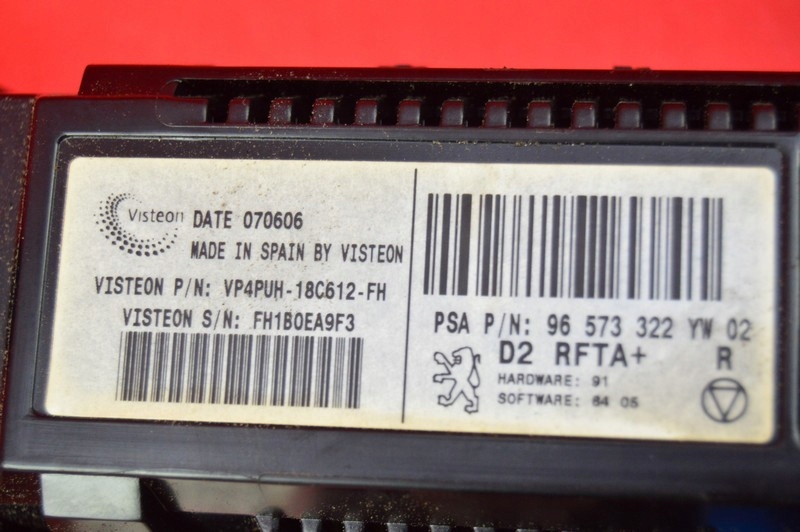 Visteon
DATE 070606
MADE IN SPAIN BY VISTEON
VISTEON P/N: VP4PUH-18C612-FH
VISTEON S/N: FH1B0EA9F3
PSA P/N: 96 573 322 YW 02
D2 RFTA+ R
HARDWARE: 91
SOFTWARE: 64 05